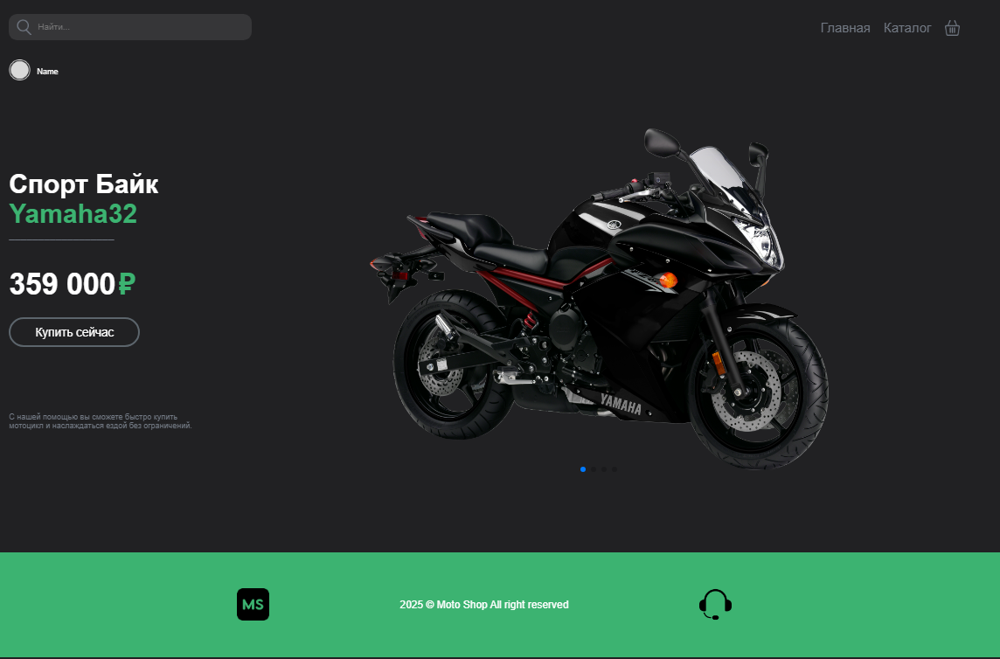 Найти...
Главная Каталог
Name
Спорт Байк
Yamaha32
359 000₽
Купить сейчас
YAMAHA
С нашей помощью вы сможете быстро купить
мотоцикл и наслаждаться ездой без ограничений.
MS
2025 © Moto Shop All right reserved